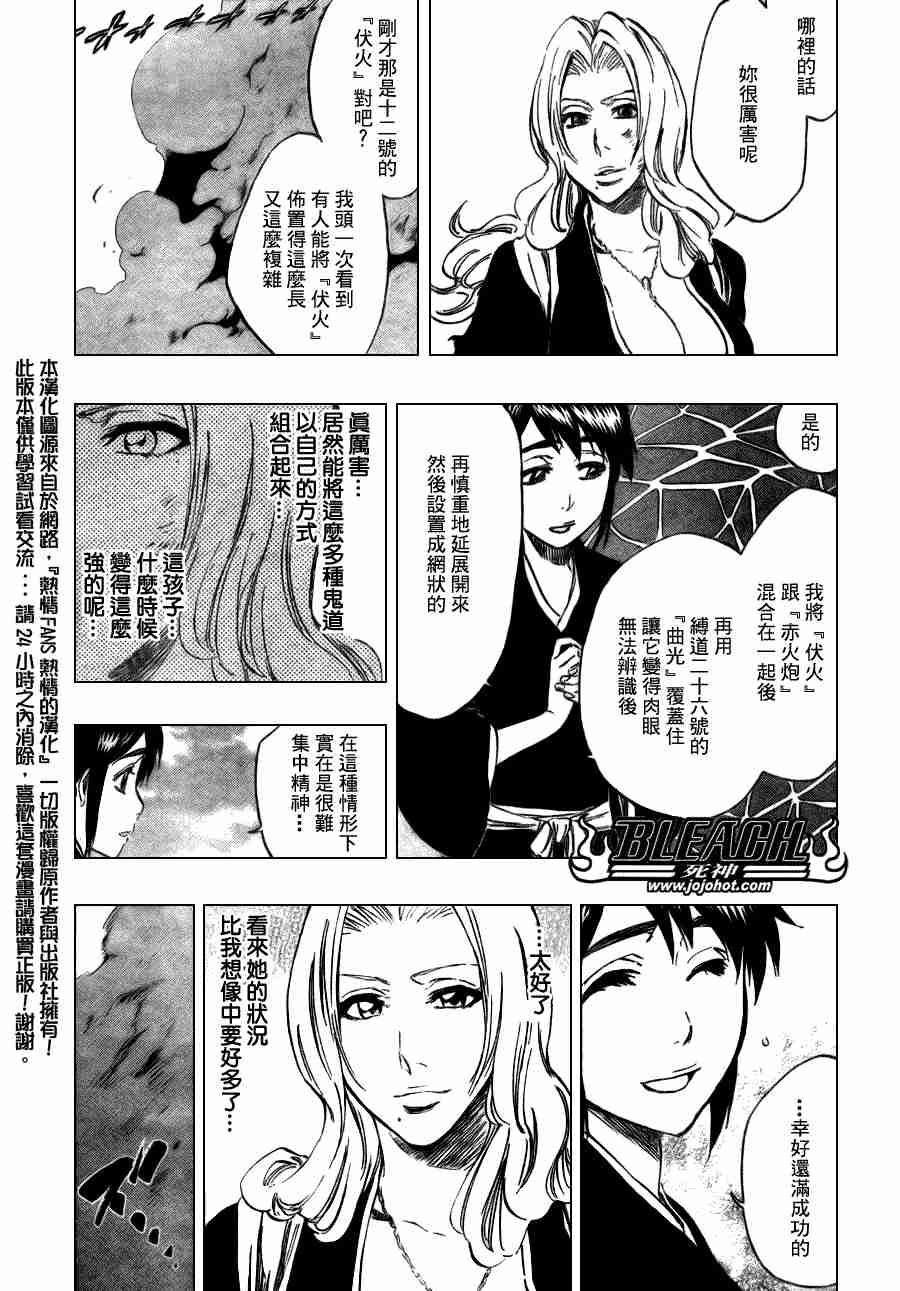 哪裡的話
妳很厲害呢
剛才那是十二號的
『伏火』對吧？
我頭一次看到
有人能將『伏火』
佈置得這麼長
又這麼複雜
是的
我將『伏火』
跟『赤火炮』
混合在一起後
再用
縛道二十六號的
『曲光』覆蓋住
讓它變得肉眼
無法辨識後
再慎重地延展開來
然後設置成網狀的
眞厲害…
居然能將這麼多種鬼道
以自己的方式
組合起來…
這孩子…
什麼時候
變得這麼
強的呢…
在這種情形下
實在是很難
集中精神…
BLEACH
死神
www.jojohot.com
…幸好還滿成功的
……太好了
看來她的狀況
比我想像中要好多了…
ズズ
本漢化圖源來自於網路，『熱情FANS熱情的漢化』一切版權歸原作者與出版社擁有！
此版本僅供學習試看交流…請24小時之內消除，喜歡這套漫畫請購買正版！謝謝。